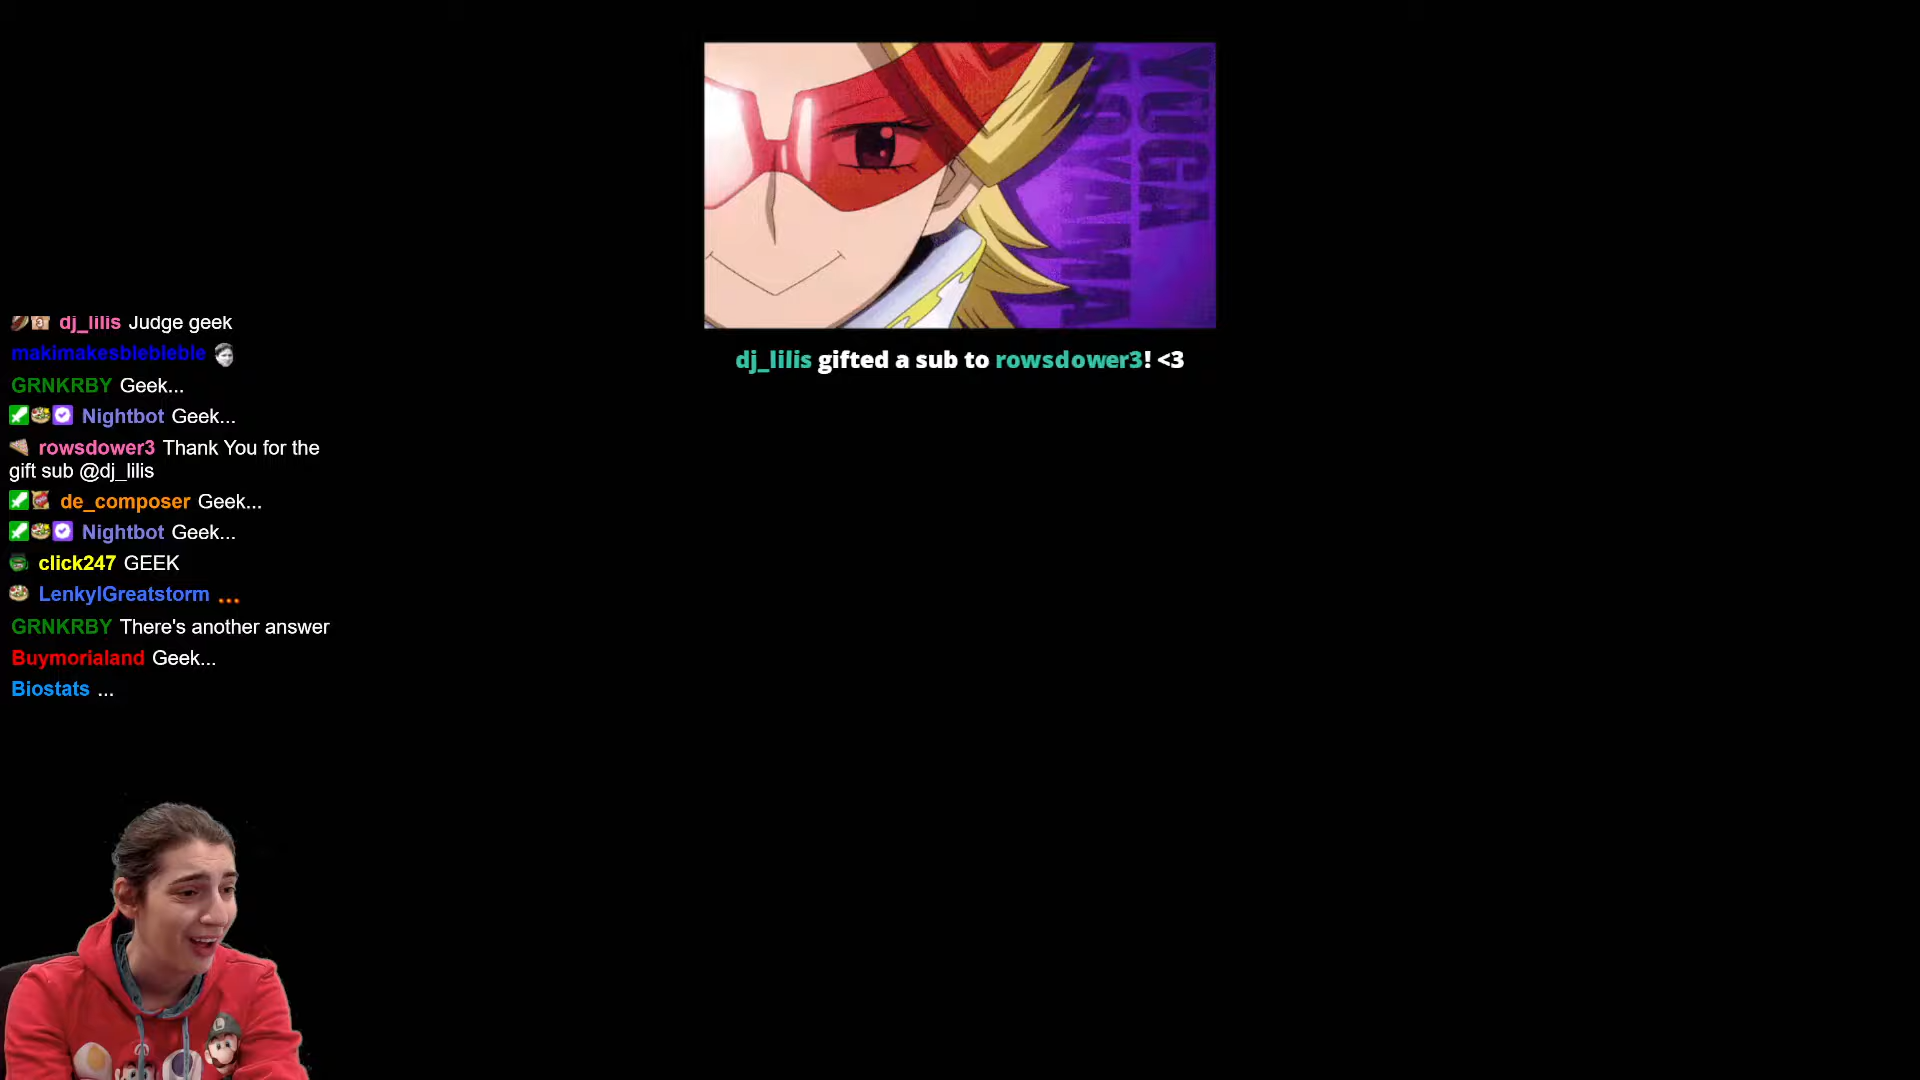 YUGA
AOYAMA
dj_lilis gifted a sub to rowsdower3! <3
dj_lilis Judge geek
makimakesblebleble
GRNKRBY Geek...
Nightbot Geek...
rowsdower3 Thank You for the
gift sub @dj_lilis
de_composer Geek...
Nightbot Geek...
click247 GEEK
LenkylGreatstorm ...
GRNKRBY There's another answer
Buymorialand Geek...
Biostats ...
L